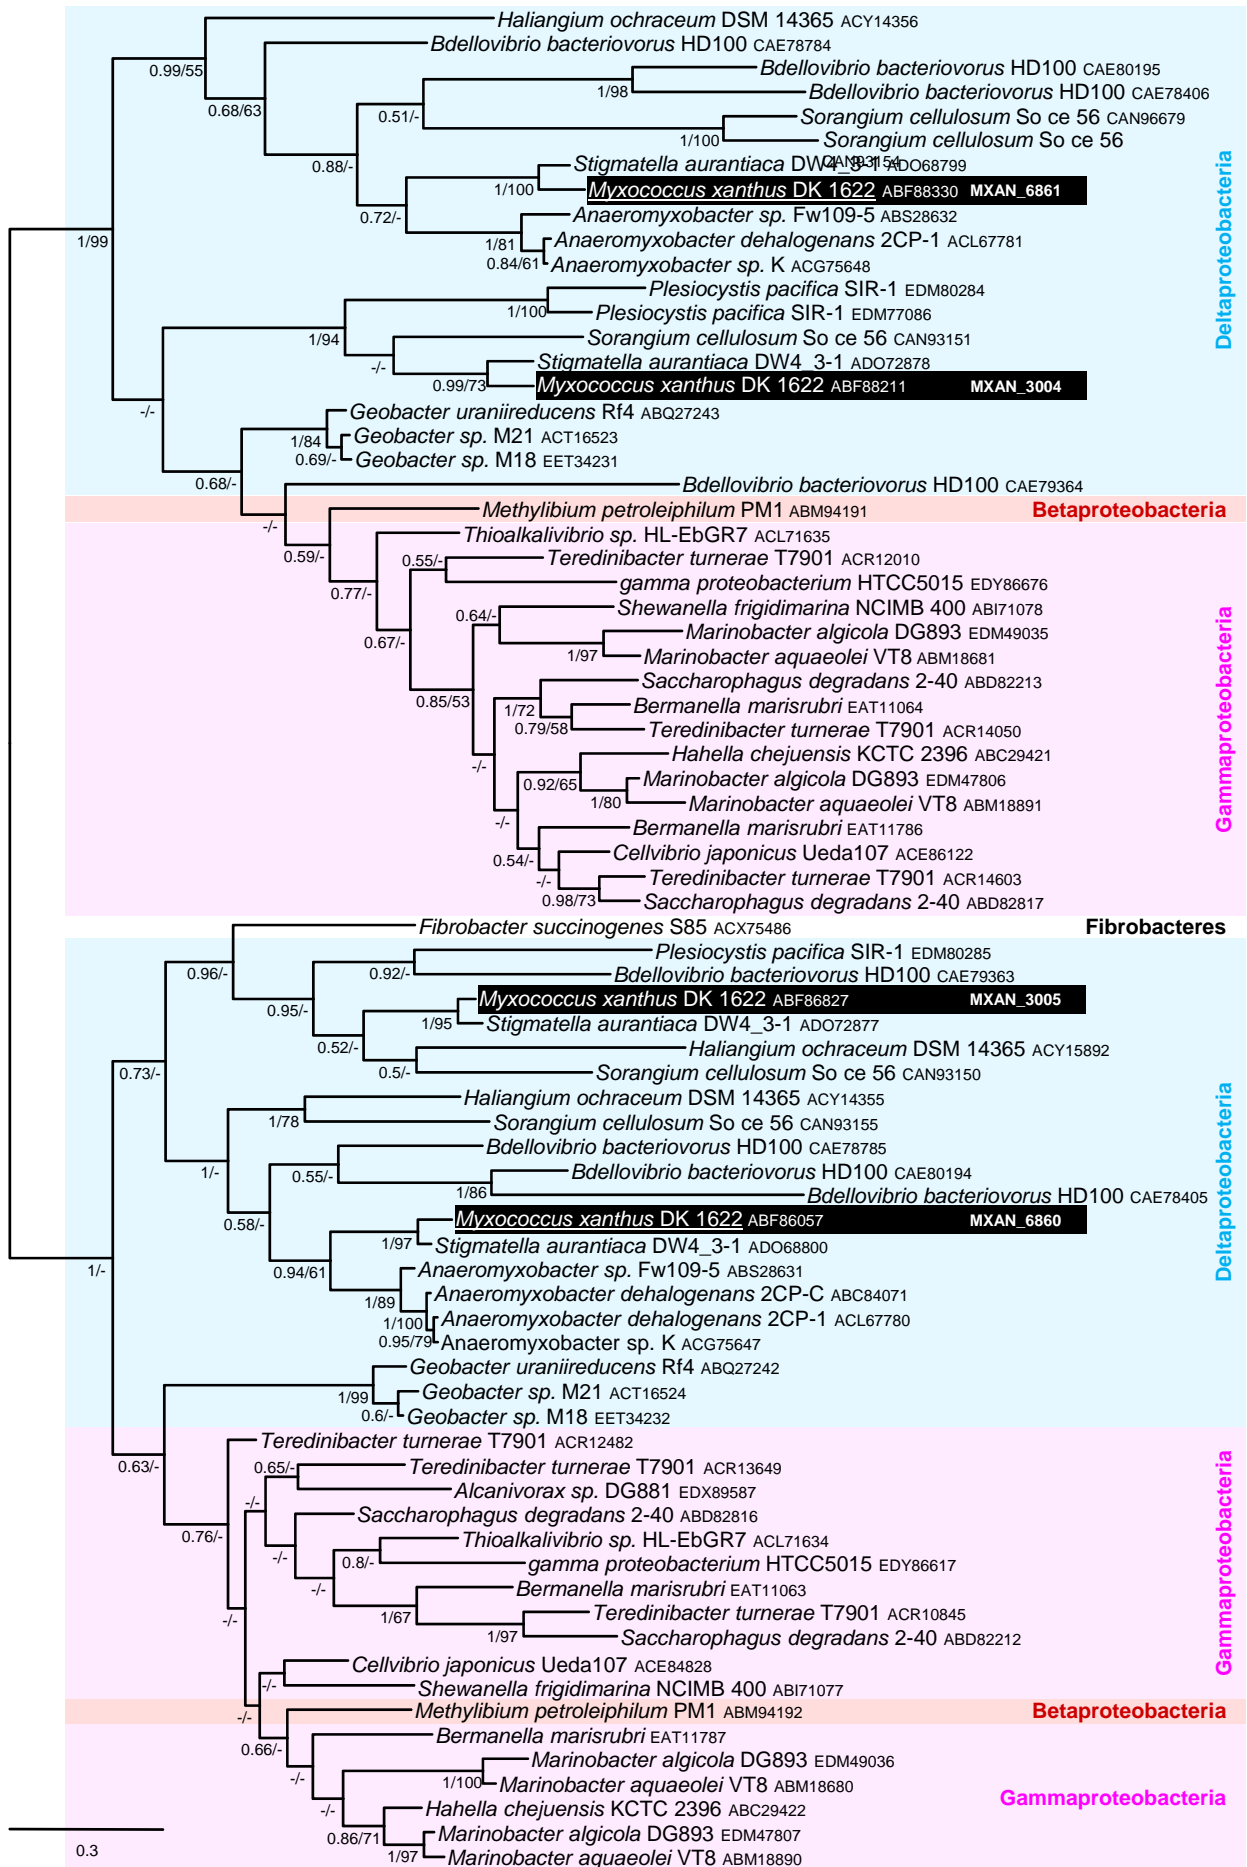 Haliangium ochraceum DSM 14365 ACY14356
Bdellovibrio bacteriovorus HD100 CAE78784
0.99/55
Bdellovibrio bacteriovorus HD100 CAE80195
1/98
Bdellovibrio bacteriovorus HD100 CAE78406
0.68/63
0.51/-
Sorangium cellulosum So ce 56 CAN96679
1/100
Sorangium cellulosum So ce 56
CAN93154
0.88/-
Stigmatella aurantiaca DW4_3-1 ADO68799
1/100
Myxococcus xanthus DK 1622 ABF88330 MXAN_6861
0.72/-
Anaeromyxobacter sp. Fw109-5 ABS28632
1/81
Anaeromyxobacter dehalogenans 2CP-1 ACL67781
0.84/61
Anaeromyxobacter sp. K ACG75648
1/99
Deltaproteobacteria
Plesiocystis pacifica SIR-1 EDM80284
1/100
Plesiocystis pacifica SIR-1 EDM77086
1/94
Sorangium cellulosum So ce 56 CAN93151
-/-
Stigmatella aurantiaca DW4_3-1 ADO72878
0.99/73
Myxococcus xanthus DK 1622 ABF88211 MXAN_3004
-/-
Geobacter uraniireducens Rf4 ABQ27243
1/84
Geobacter sp. M21 ACT16523
0.69/-
Geobacter sp. M18 EET34231
0.68/-
Bdellovibrio bacteriovorus HD100 CAE79364
-/-
Methylibium petroleiphilum PM1 ABM94191 Betaproteobacteria
0.59/-
Thioalkalivibrio sp. HL-EbGR7 ACL71635
0.55/-
Teredinibacter turnerae T7901 ACR12010
0.77/-
gamma proteobacterium HTCC5015 EDY86676
0.64/-
Shewanella frigidimarina NCIMB 400 ABI71078
0.67/-
Marinobacter algicola DG893 EDM49035
1/97
Marinobacter aquaeolei VT8 ABM18681
0.85/53
Saccharophagus degradans 2-40 ABD82213
1/72
Bermanella marisrubri EAT11064
0.79/58
Teredinibacter turnerae T7901 ACR14050
-/-
Gammaproteobacteria
Hahella chejuensis KCTC 2396 ABC29421
0.92/65
Marinobacter algicola DG893 EDM47806
1/80
Marinobacter aquaeolei VT8 ABM18891
-/-
Bermanella marisrubri EAT11786
0.54/-
Cellvibrio japonicus Ueda107 ACE86122
-/-
Teredinibacter turnerae T7901 ACR14603
0.98/73
Saccharophagus degradans 2-40 ABD82817
Fibrobacter succinogenes S85 ACX75486 Fibrobacteres
0.96/-
Plesiocystis pacifica SIR-1 EDM80285
0.92/-
Bdellovibrio bacteriovorus HD100 CAE79363
0.95/-
Myxococcus xanthus DK 1622 ABF86827 MXAN_3005
1/95
Stigmatella aurantiaca DW4_3-1 ADO72877
0.52/-
Haliangium ochraceum DSM 14365 ACY15892
0.5/-
Sorangium cellulosum So ce 56 CAN93150
0.73/-
Haliangium ochraceum DSM 14365 ACY14355
1/78
Sorangium cellulosum So ce 56 CAN93155
1/-
Bdellovibrio bacteriovorus HD100 CAE78785
0.55/-
Bdellovibrio bacteriovorus HD100 CAE80194
1/86
Bdellovibrio bacteriovorus HD100 CAE78405
0.58/-
Deltaproteobacteria
Myxococcus xanthus DK 1622 ABF86057 MXAN_6860
1/97
Stigmatella aurantiaca DW4_3-1 ADO68800
0.94/61
Anaeromyxobacter sp. Fw109-5 ABS28631
1/89
Anaeromyxobacter dehalogenans 2CP-C ABC84071
1/100
Anaeromyxobacter dehalogenans 2CP-1 ACL67780
0.95/79
Anaeromyxobacter sp. K ACG75647
1/-
Geobacter uraniireducens Rf4 ABQ27242
1/99
Geobacter sp. M21 ACT16524
0.6/-
Geobacter sp. M18 EET34232
0.63/-
Teredinibacter turnerae T7901 ACR12482
0.65/-
Teredinibacter turnerae T7901 ACR13649
Alcanivorax sp. DG881 EDX89587
-/-
Saccharophagus degradans 2-40 ABD82816
0.76/-
-/-
Thioalkalivibrio sp. HL-EbGR7 ACL71634
0.8/-
gamma proteobacterium HTCC5015 EDY86617
-/-
Bermanella marisrubri EAT11063
1/67
Teredinibacter turnerae T7901 ACR10845
1/97
Saccharophagus degradans 2-40 ABD82212
-/-
Gammaproteobacteria
Cellvibrio japonicus Ueda107 ACE84828
-/-
Shewanella frigidimarina NCIMB 400 ABI71077
-/-
Methylibium petroleiphilum PM1 ABM94192 Betaproteobacteria
0.66/-
Bermanella marisrubri EAT11787
-/-
Marinobacter algicola DG893 EDM49036
1/100
Marinobacter aquaeolei VT8 ABM18680
-/-
Gammaproteobacteria
Hahella chejuensis KCTC 2396 ABC29422
0.86/71
Marinobacter algicola DG893 EDM47807
1/97
Marinobacter aquaeolei VT8 ABM18890
0.3